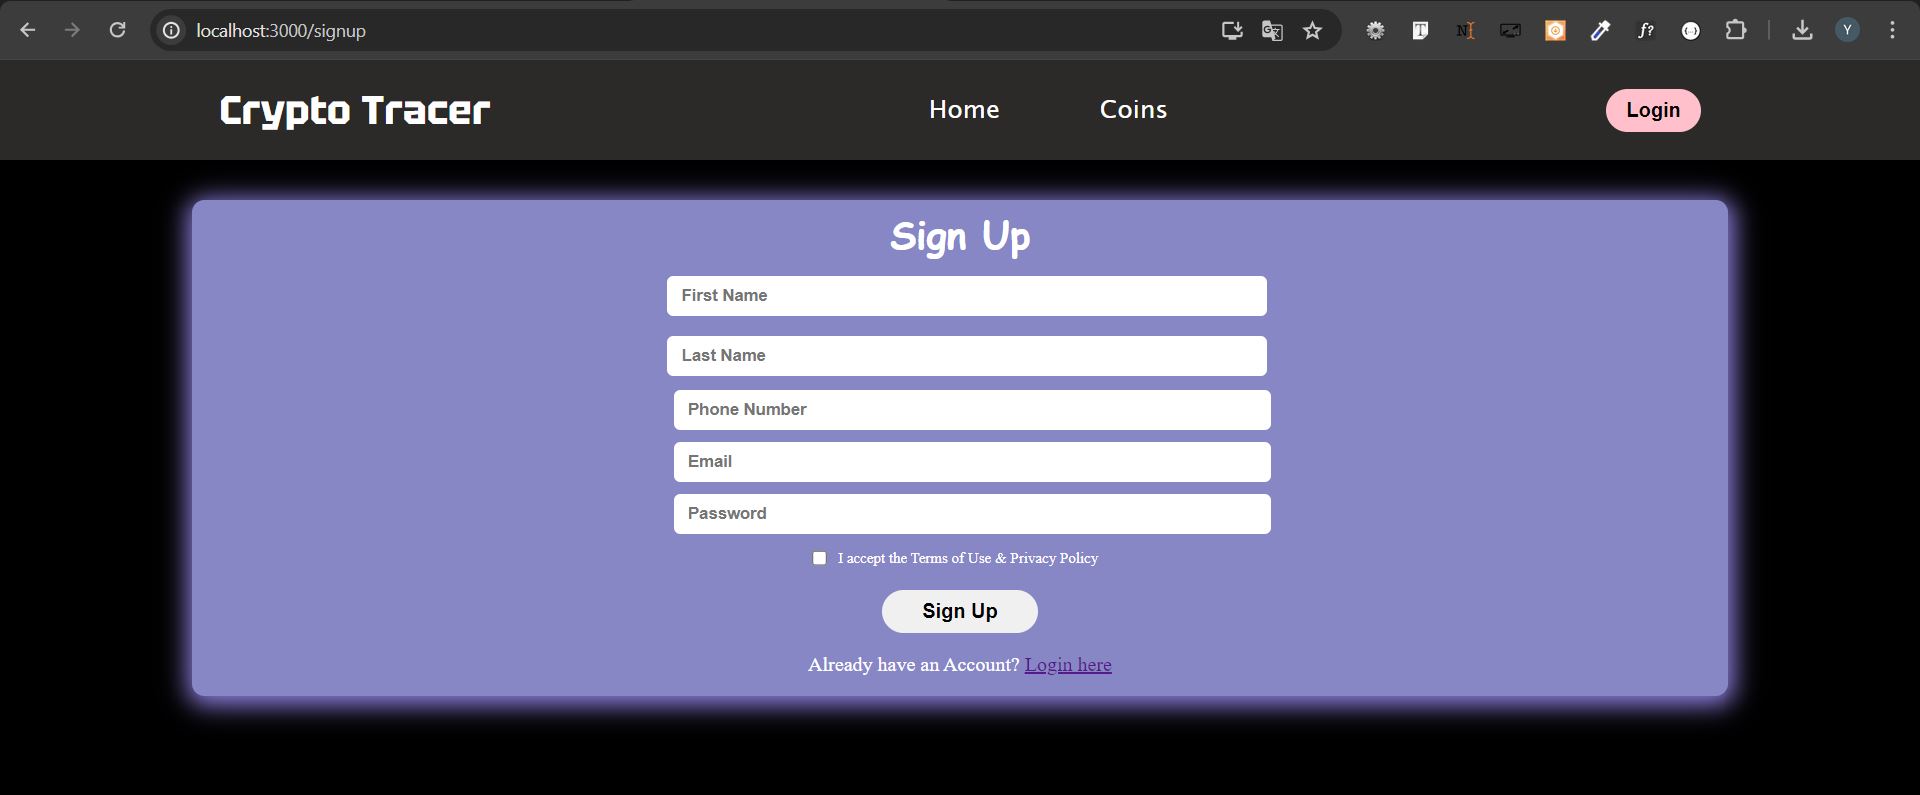 localhost:3000/signup
Crypto Tracer Home Coins Login
Sign Up
First Name
Last Name
Phone Number
Email
Password
I accept the Terms of Use & Privacy Policy
Sign Up
Already have an Account? Login here